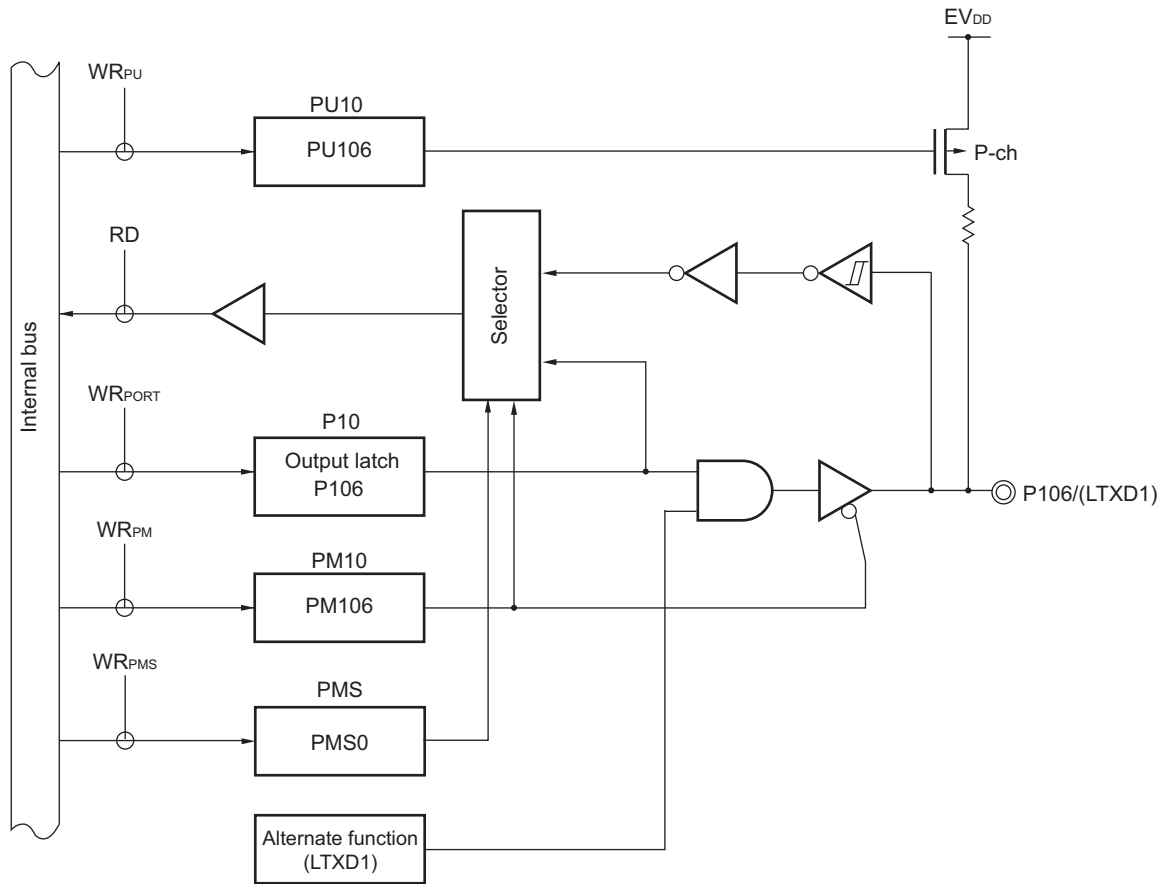 EVDD
WRPU
PU10
PU106
P-ch
RD
Selector
Internal bus
WRPORT
P10
Output latch
P106
P106/(LTXD1)
WRPM
PM10
PM106
WRPMS
PMS
PMS0
Alternate function
(LTXD1)